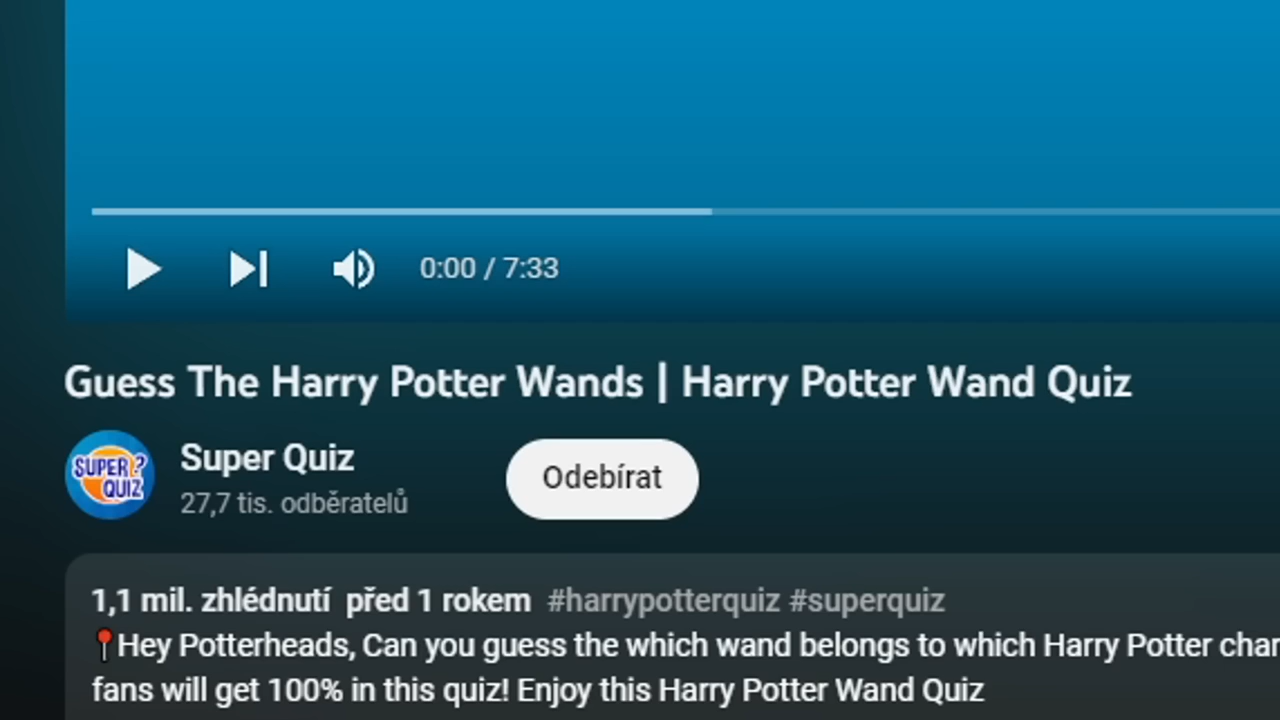 0:00 / 7:33
Guess The Harry Potter Wands | Harry Potter Wand Quiz
SUPER ?
QUIZ
Super Quiz
27,7 tis. odběratelů
Odebírat
1,1 mil. zhlédnutí před 1 rokem #harrypotterquiz #superquiz
📍Hey Potterheads, Can you guess the which wand belongs to which Harry Potter char
fans will get 100% in this quiz! Enjoy this Harry Potter Wand Quiz